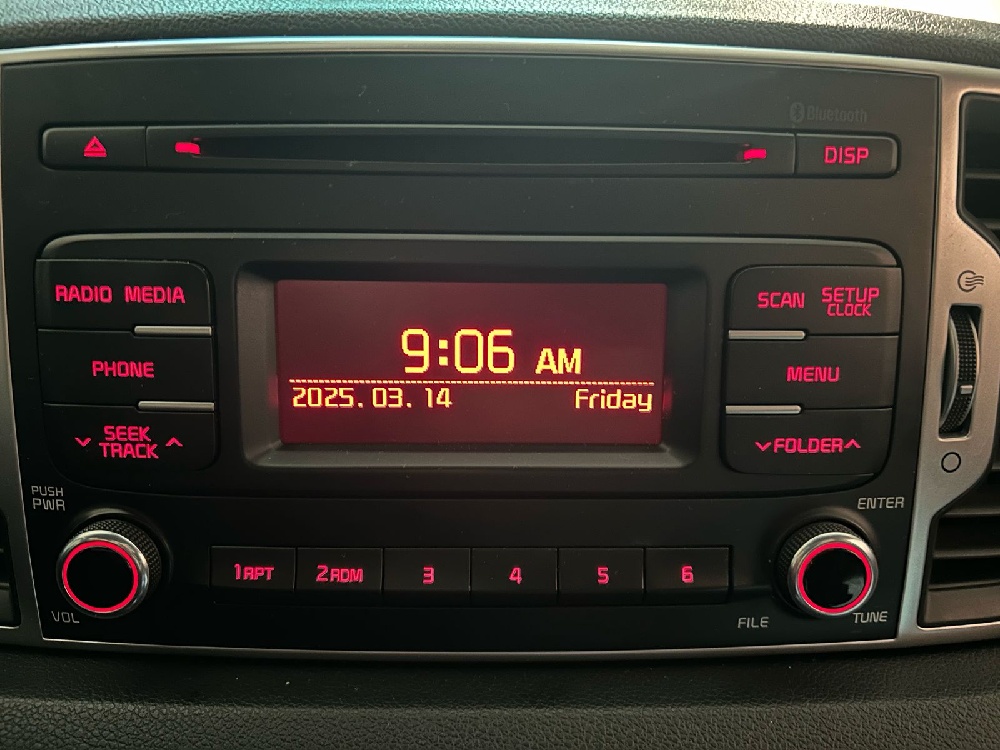 Bluetooth
DISP
RADIO MEDIA
PHONE
SEEK
TRACK
9:06 AM
2025. 03. 14 Friday
SCAN SETUP
CLOCK
MENU
FOLDER
PUSH
PWR
VOL
1RPT 2RDM 3 4 5 6
ENTER
FILE
TUNE